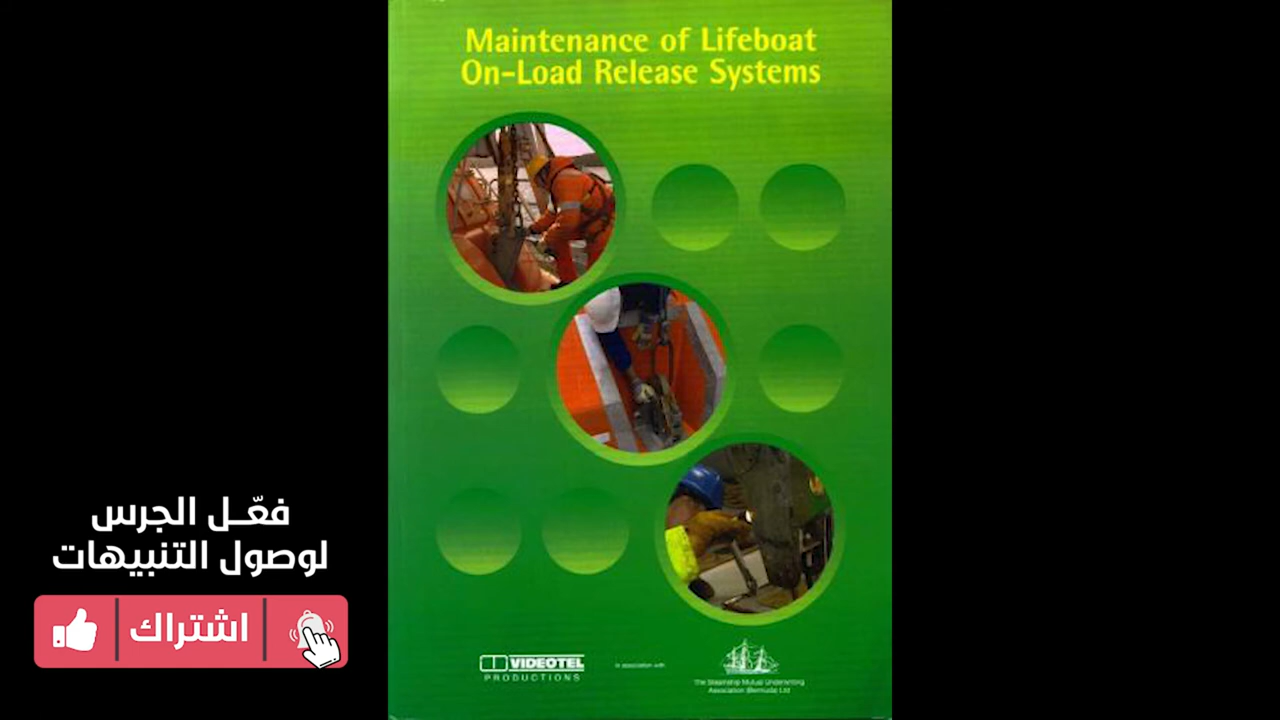 Maintenance of Lifeboat
On-Load Release Systems
فعّــل الجرس
لوصول التنبيهات
اشتراك
VIDEOTEL
PRODUCTIONS
in association with
The Steamship Mutual Underwriting
Association (Bermuda) Ltd